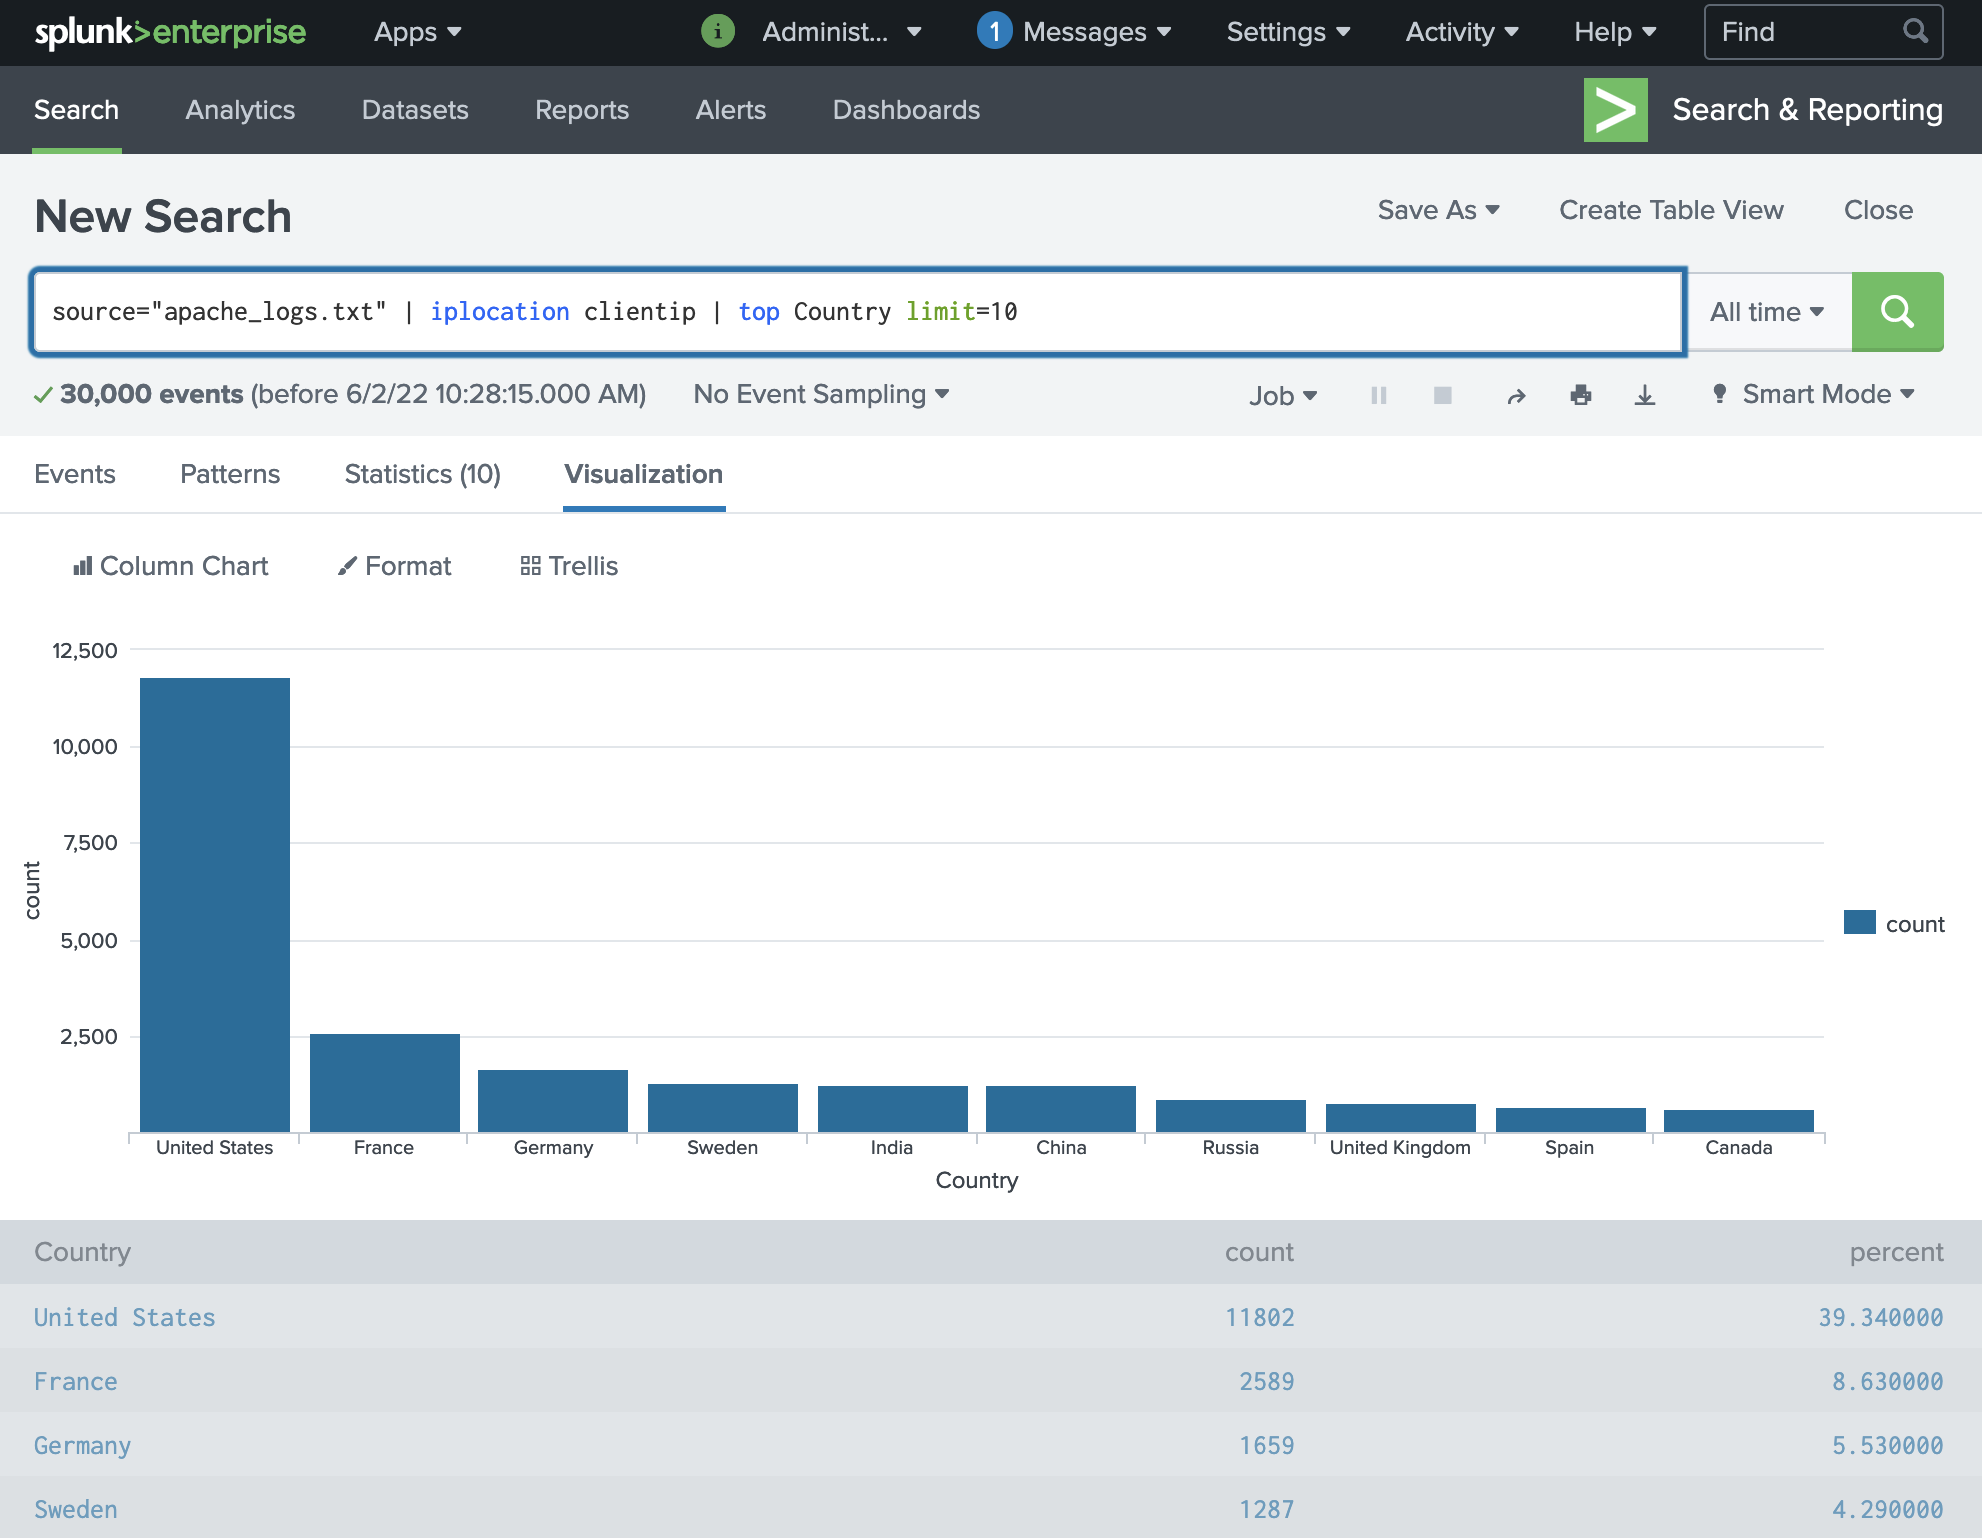 splunk>enterprise Apps i Administ... 1 Messages Settings Activity Help Find
Search Analytics Datasets Reports Alerts Dashboards > Search & Reporting
New Search Save As Create Table View Close
source="apache_logs.txt" | iplocation clientip | top Country limit=10 All time
30,000 events (before 6/2/22 10:28:15.000 AM) No Event Sampling Job Smart Mode
Events Patterns Statistics (10) Visualization
Column Chart Format Trellis
12,500
10,000
7,500
5,000
2,500
count
count
United States France Germany Sweden India China Russia United Kingdom Spain Canada
Country
Country count percent
United States 11802 39.340000
France 2589 8.630000
Germany 1659 5.530000
Sweden 1287 4.290000